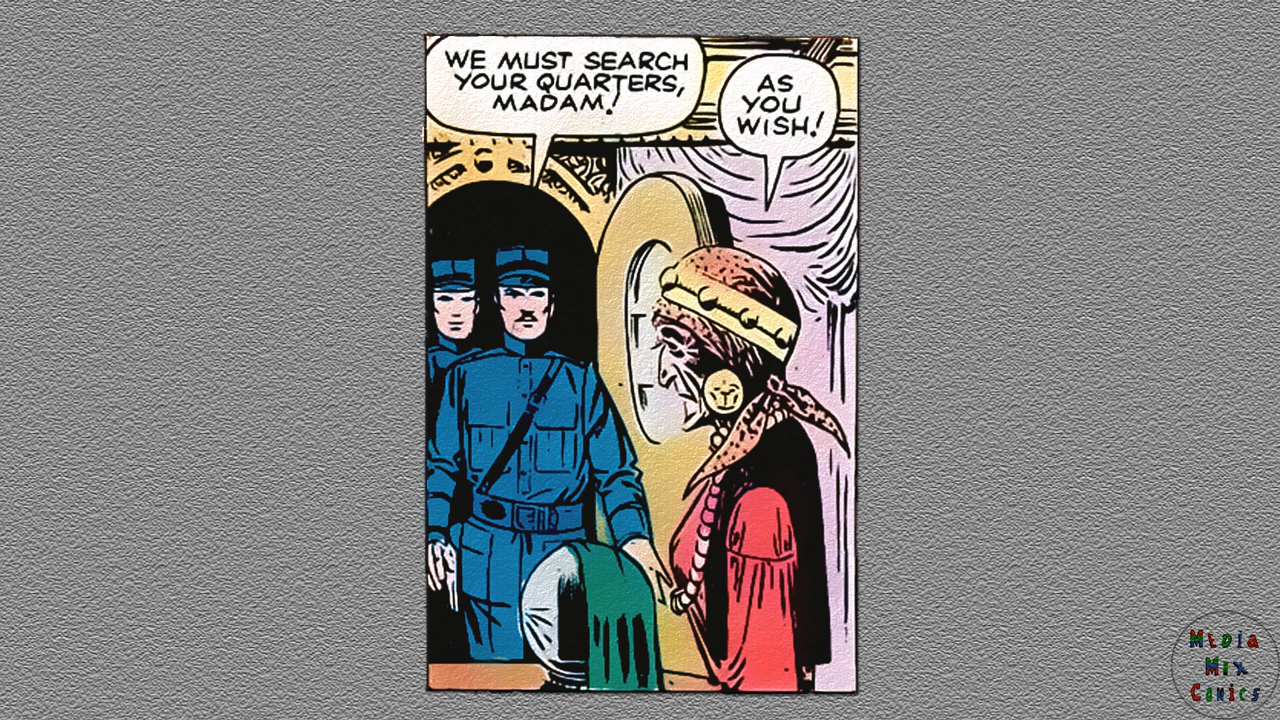 WE MUST SEARCH
YOUR QUARTERS,
MADAM!
AS
YOU
WISH!
Media
Mix
Comics